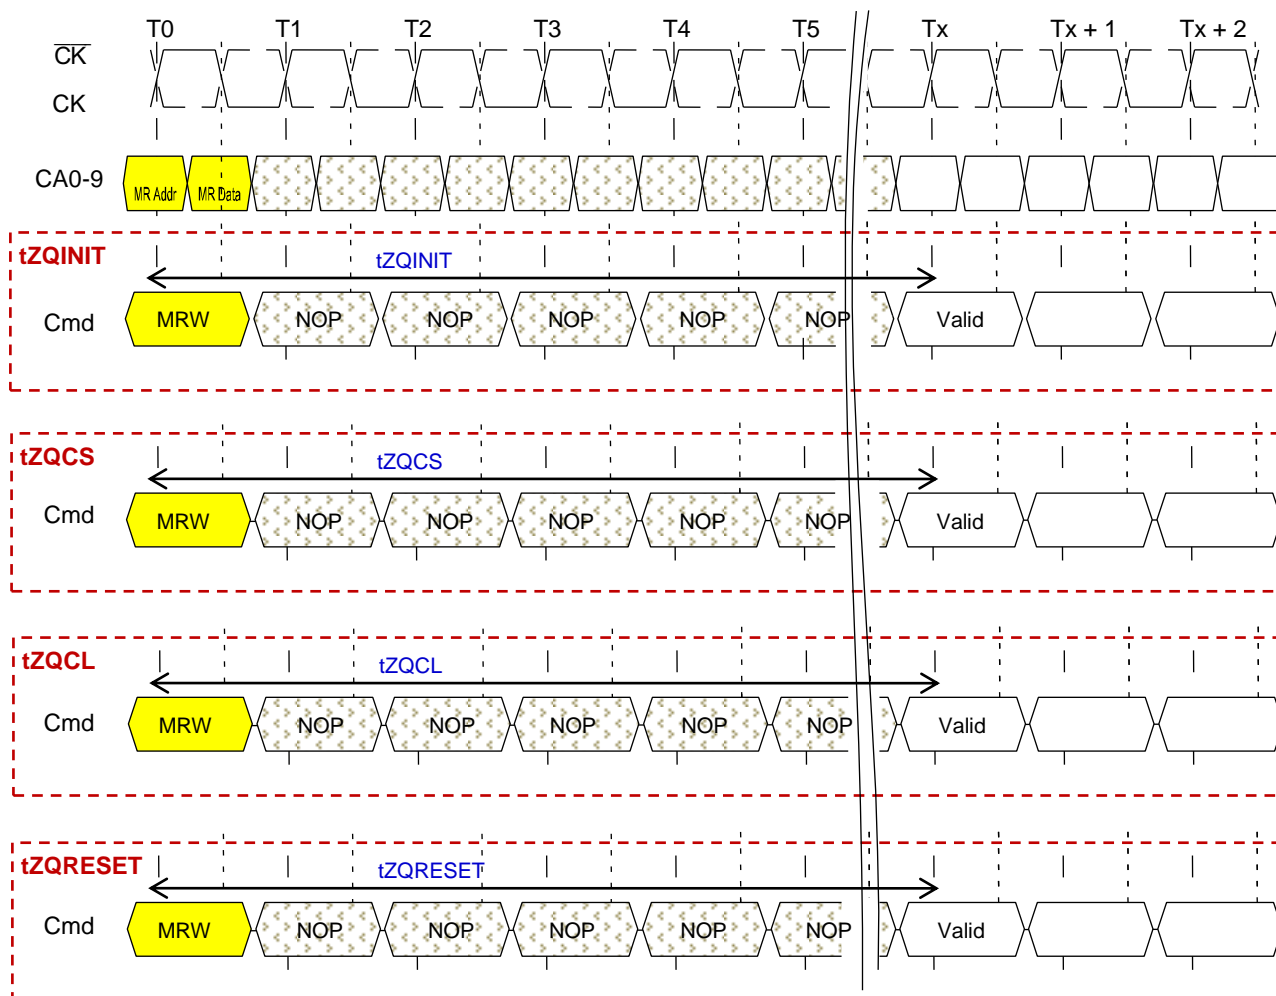 T0 T1 T2 T3 T4 T5 Tx Tx + 1 Tx + 2
CK
CK
CA0-9 MR Addr MR Data
tZQINIT tZQINIT
Cmd MRW NOP NOP NOP NOP NOP Valid
tZQCS tZQCS
Cmd MRW NOP NOP NOP NOP NOP Valid
tZQCL tZQCL
Cmd MRW NOP NOP NOP NOP NOP Valid
tZQRESET tZQRESET
Cmd MRW NOP NOP NOP NOP NOP Valid